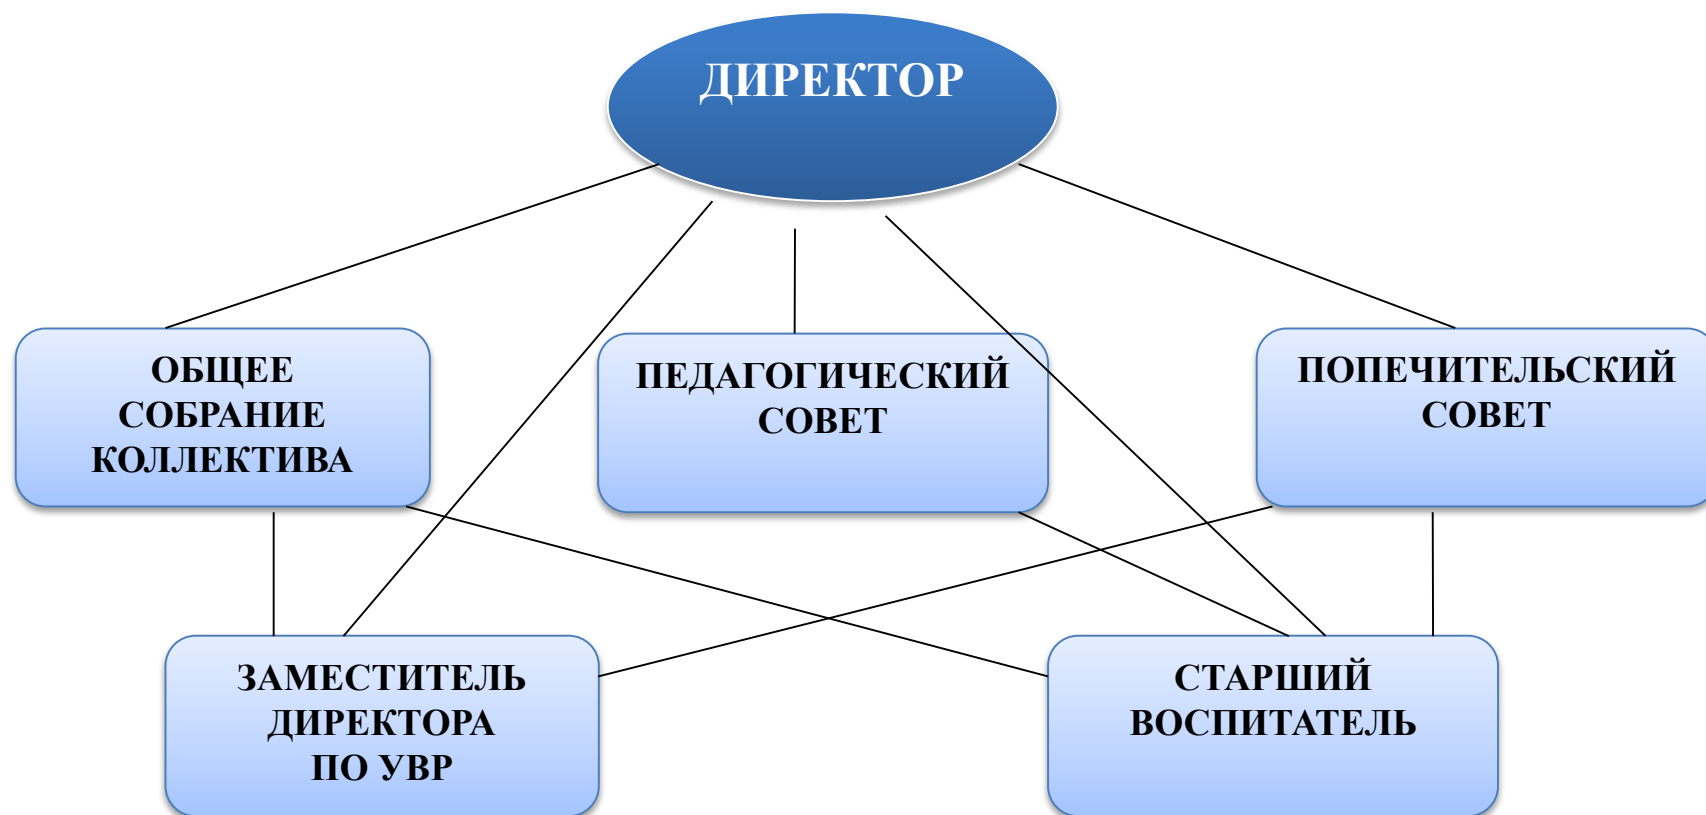 ДИРЕКТОР
ОБЩЕЕ
СОБРАНИЕ
КОЛЛЕКТИВА
ПЕДАГОГИЧЕСКИЙ
СОВЕТ
ПОПЕЧИТЕЛЬСКИЙ
СОВЕТ
ЗАМЕСТИТЕЛЬ
ДИРЕКТОРА
ПО УВР
СТАРШИЙ
ВОСПИТАТЕЛЬ